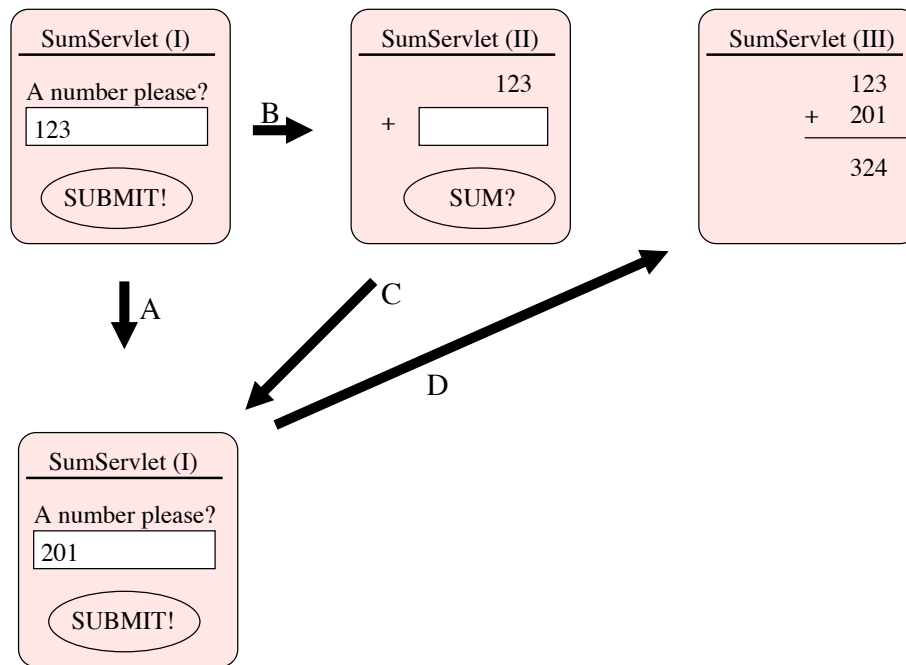 SumServlet (I)
A number please?
123
SUBMIT!
B
SumServlet (II)
123
+
SUM?
SumServlet (III)
123
+ 201
324
A
C
D
SumServlet (I)
A number please?
201
SUBMIT!